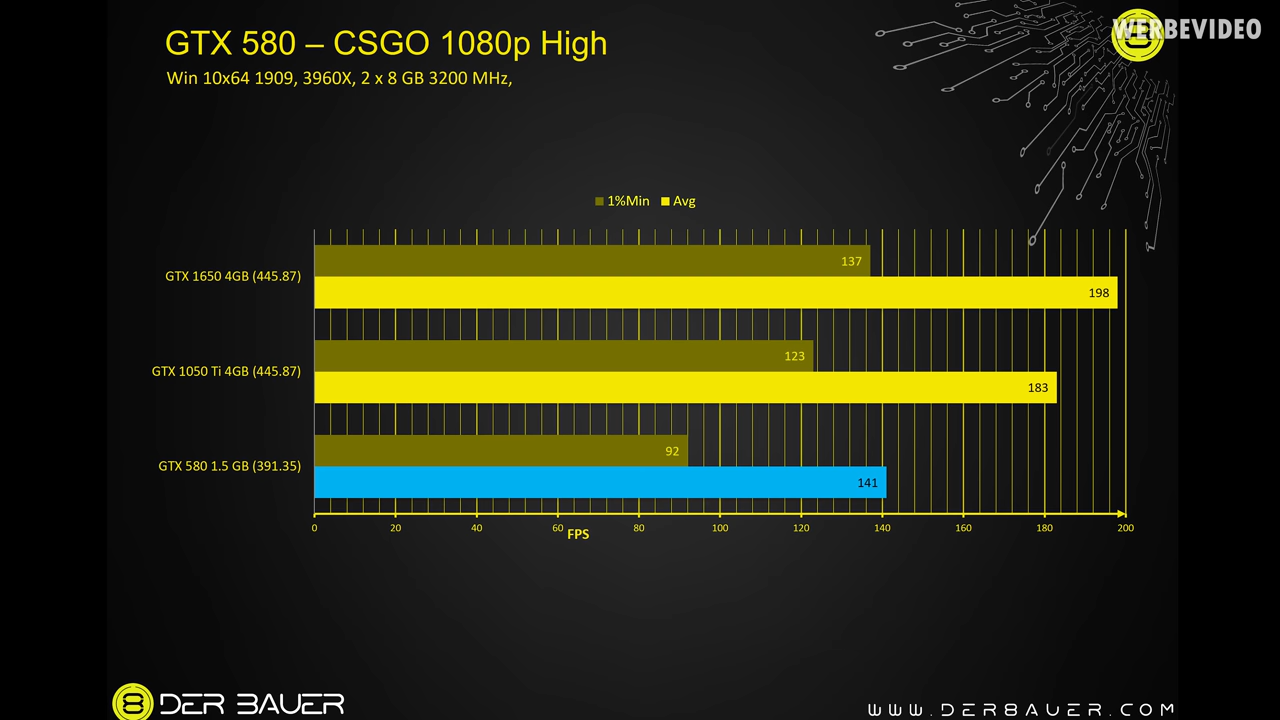 GTX 580 – CSGO 1080p High
WERBEVIDEO
Win 10x64 1909, 3960X, 2 x 8 GB 3200 MHz,
1%Min Avg
GTX 1650 4GB (445.87)
137
198
GTX 1050 Ti 4GB (445.87)
123
183
GTX 580 1.5 GB (391.35)
92
141
0 20 40 60 80 100 120 140 160 180 200
FPS
8 DER BAUER
WWW.DER8AUER.COM